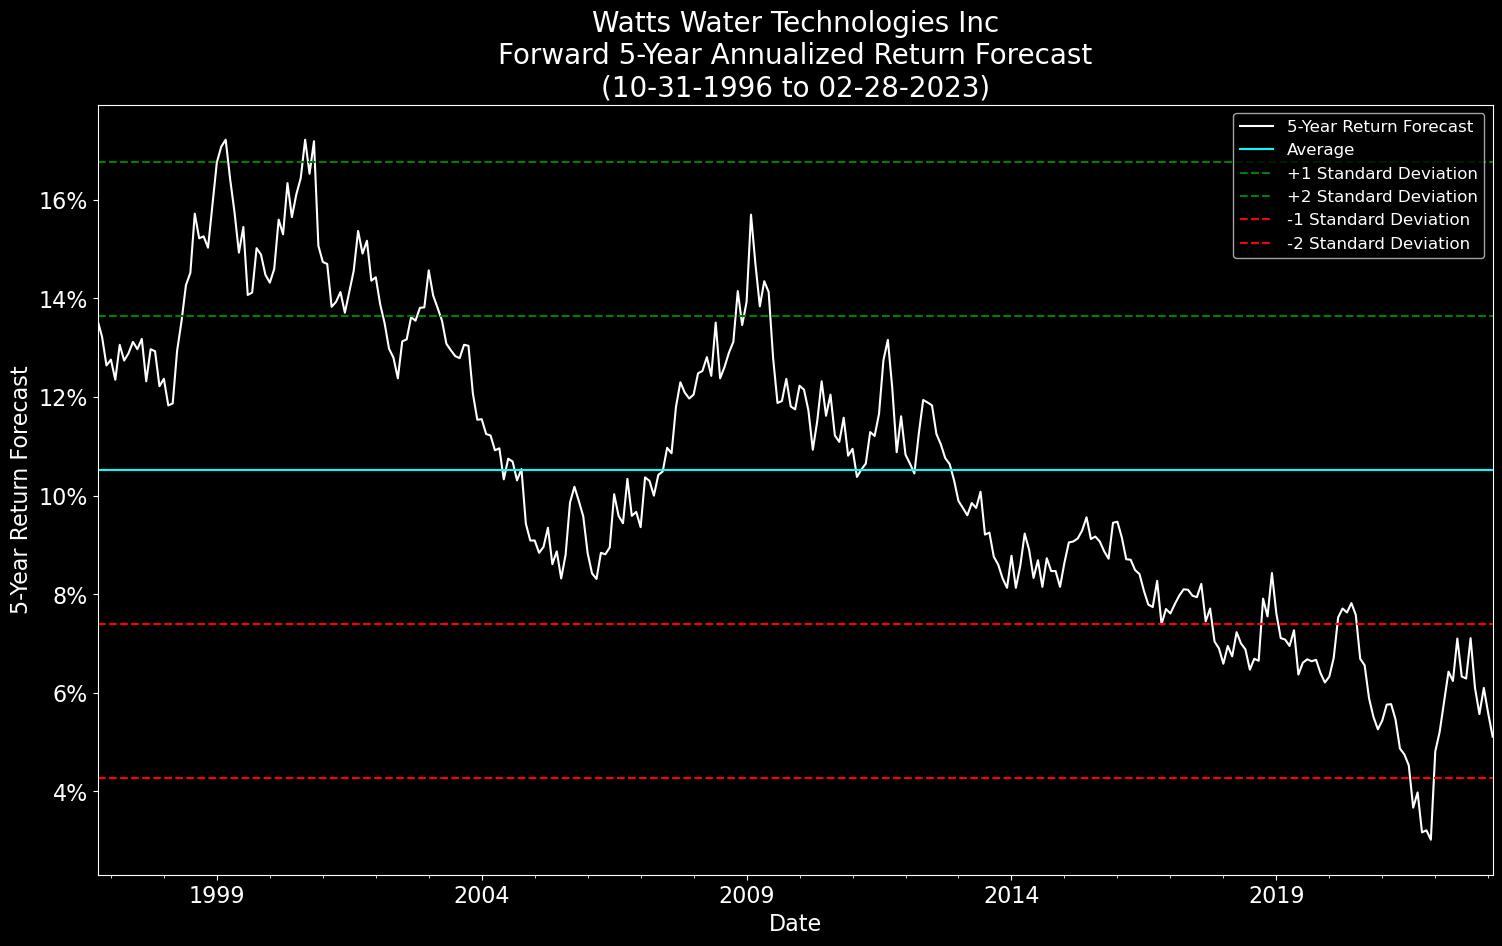 Watts Water Technologies Inc
Forward 5-Year Annualized Return Forecast
(10-31-1996 to 02-28-2023)
5-Year Return Forecast
Average
+1 Standard Deviation
+2 Standard Deviation
-1 Standard Deviation
-2 Standard Deviation
5-Year Return Forecast
16%
14%
12%
10%
8%
6%
4%
1999
2004
2009
2014
2019
Date